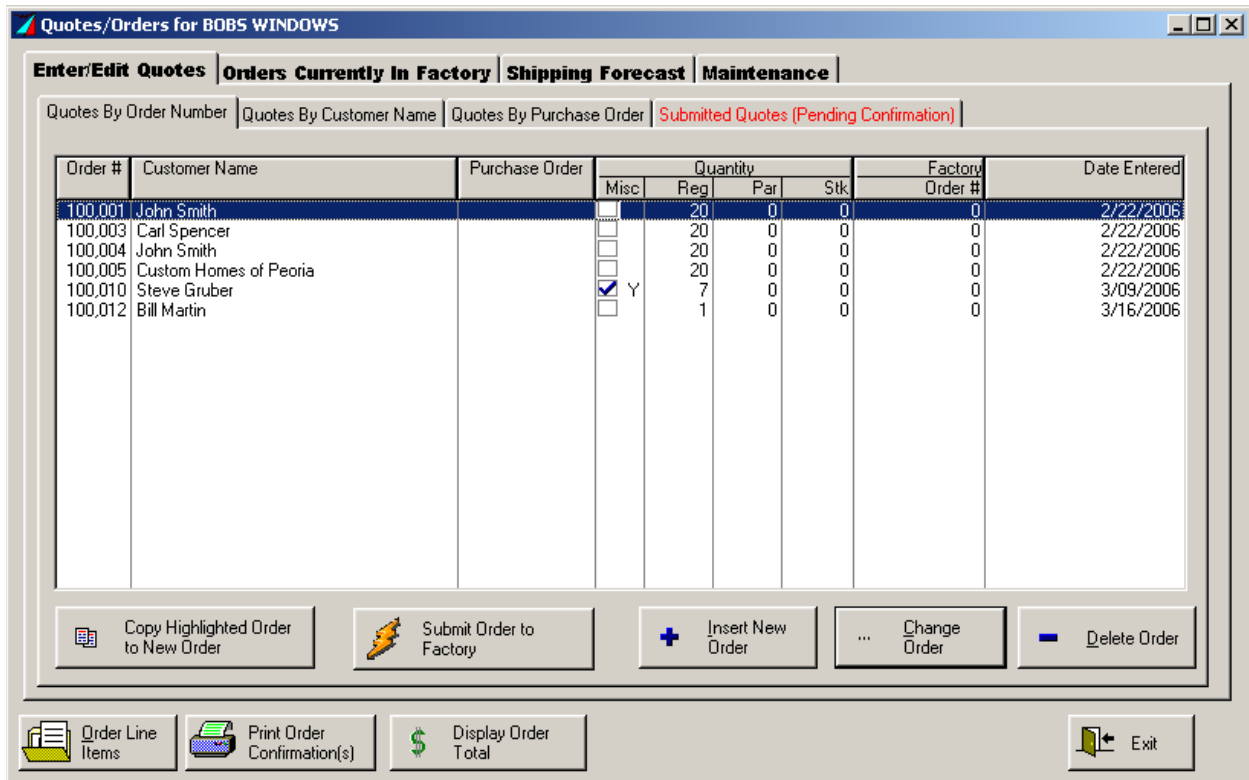 Quotes/Orders for BOBS WINDOWS
Enter/Edit Quotes Orders Currently In Factory Shipping Forecast Maintenance
Quotes By Order Number Quotes By Customer Name Quotes By Purchase Order Submitted Quotes (Pending Confirmation)
Order # Customer Name Purchase Order Quantity Factory Date Entered
Misc Reg Par Stk Order #
100,001 John Smith 20 0 0 0 2/22/2006
100,003 Carl Spencer 20 0 0 0 2/22/2006
100,004 John Smith 20 0 0 0 2/22/2006
100,005 Custom Homes of Peoria 20 0 0 0 2/22/2006
100,010 Steve Gruber Y 7 0 0 0 3/09/2006
100,012 Bill Martin 1 0 0 0 3/16/2006
Copy Highlighted Order
to New Order
Submit Order to
Factory
Insert New
Order
... Change
Order
Delete Order
Order Line
Items
Print Order
Confirmation(s)
$ Display Order
Total
Exit